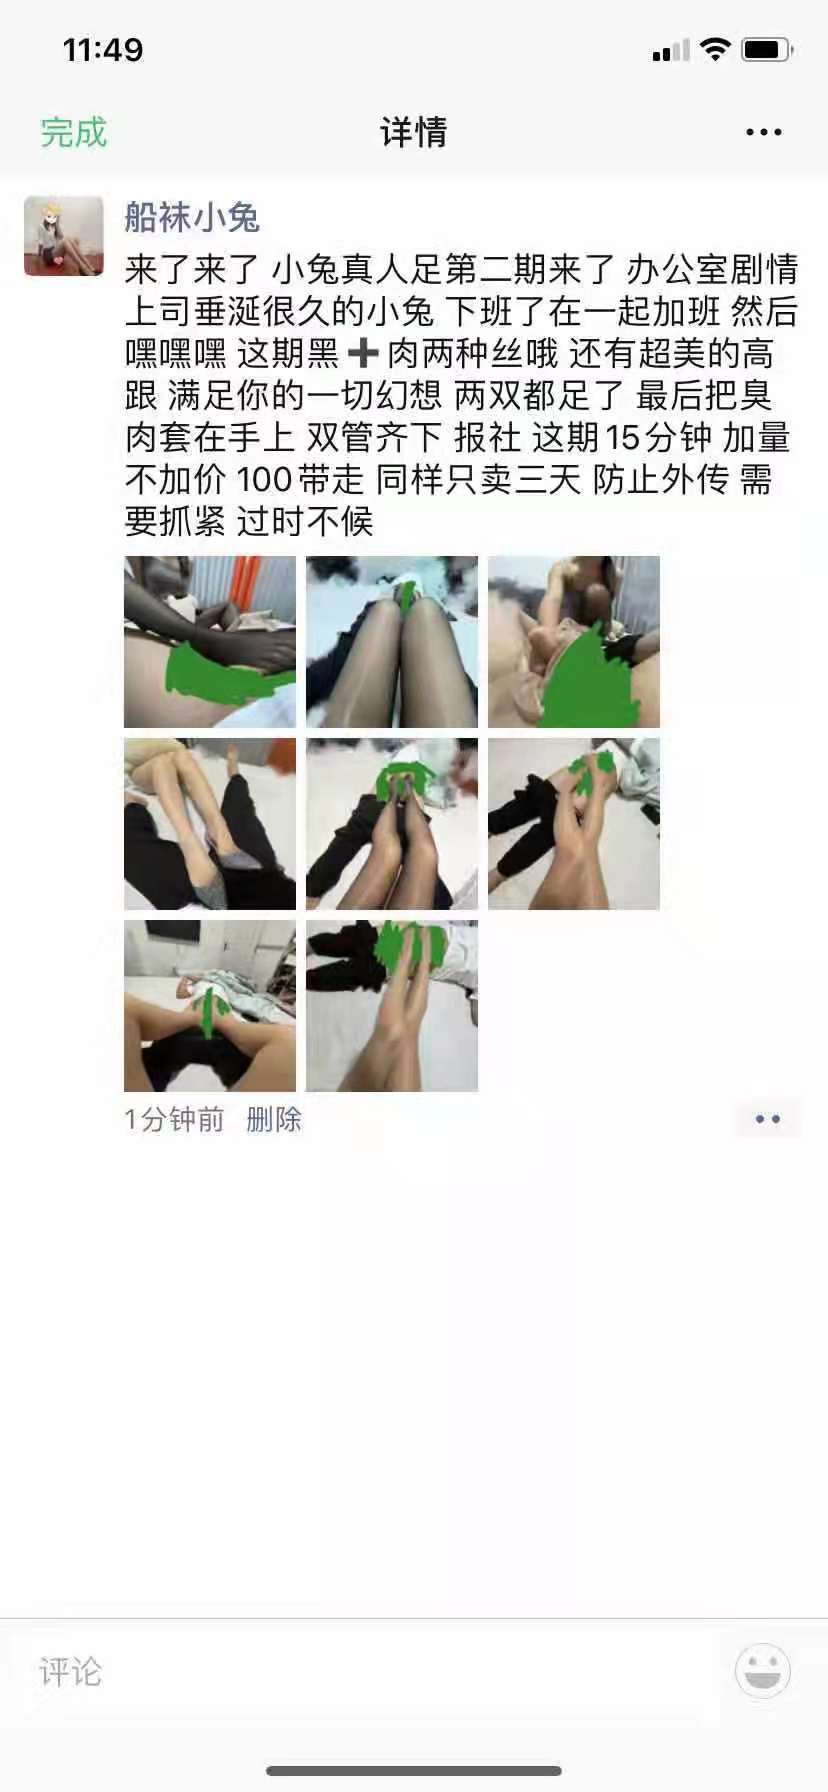 11:49
完成
详情
船袜小兔
来了来了 小兔真人足第二期来了 办公室剧情
上司垂涎很久的小兔 下班了在一起加班 然后
嘿嘿嘿 这期黑➕肉两种丝哦 还有超美的高
跟 满足你的一切幻想 两双都足了 最后把臭
肉套在手上 双管齐下 报社 这期15分钟 加量
不加价 100带走 同样只卖三天 防止外传 需
要抓紧 过时不候
1分钟前 删除
评论